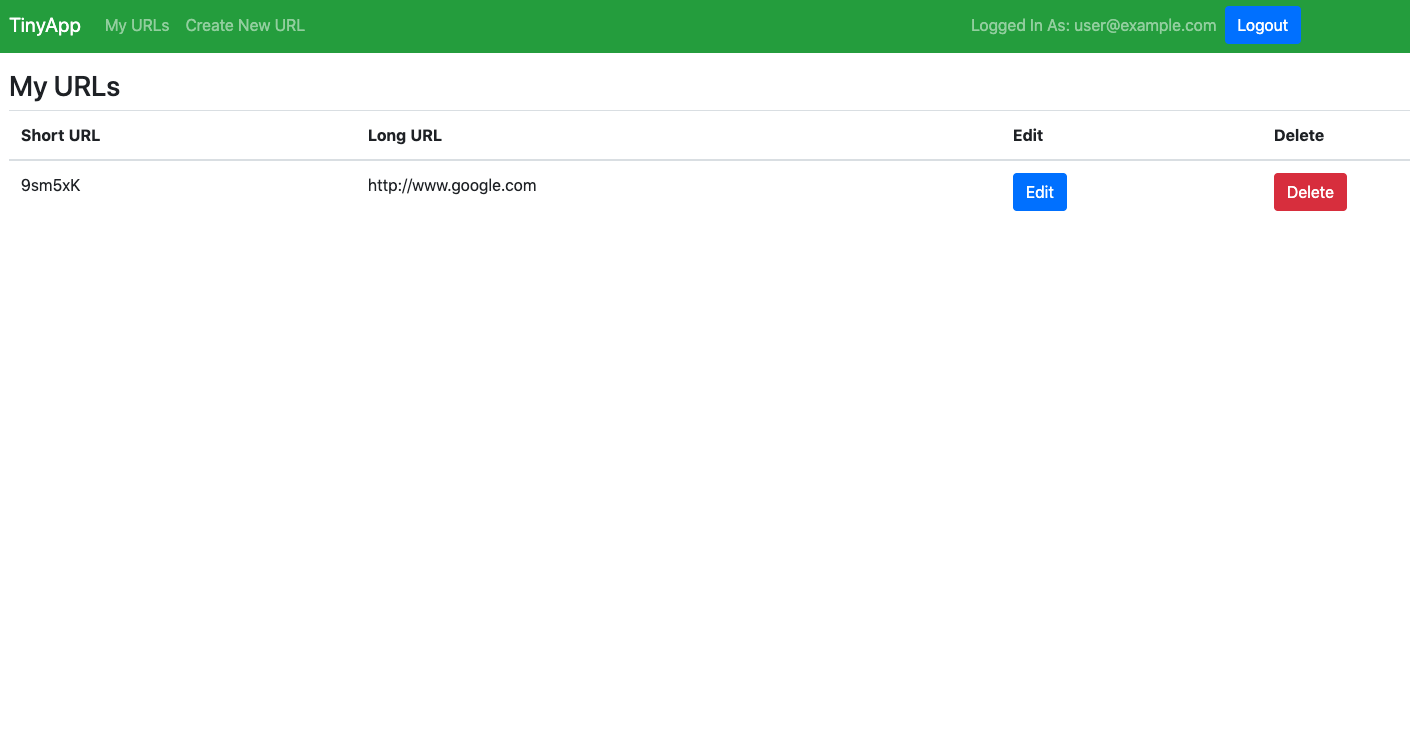 TinyApp My URLs Create New URL Logged In As: user@example.com Logout
My URLs
Short URL Long URL Edit Delete
9sm5xK http://www.google.com Edit Delete